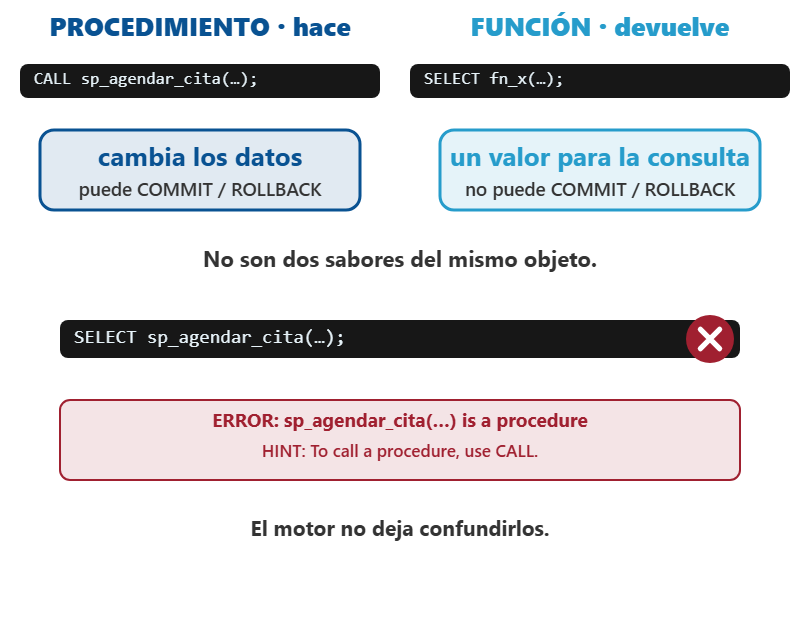 PROCEDIMIENTO · hace
FUNCIÓN · devuelve
CALL sp_agendar_cita(…);
SELECT fn_x(…);
cambia los datos
puede COMMIT / ROLLBACK
un valor para la consulta
no puede COMMIT / ROLLBACK
No son dos sabores del mismo objeto.
SELECT sp_agendar_cita(…);
ERROR: sp_agendar_cita(…) is a procedure
HINT: To call a procedure, use CALL.
El motor no deja confundirlos.